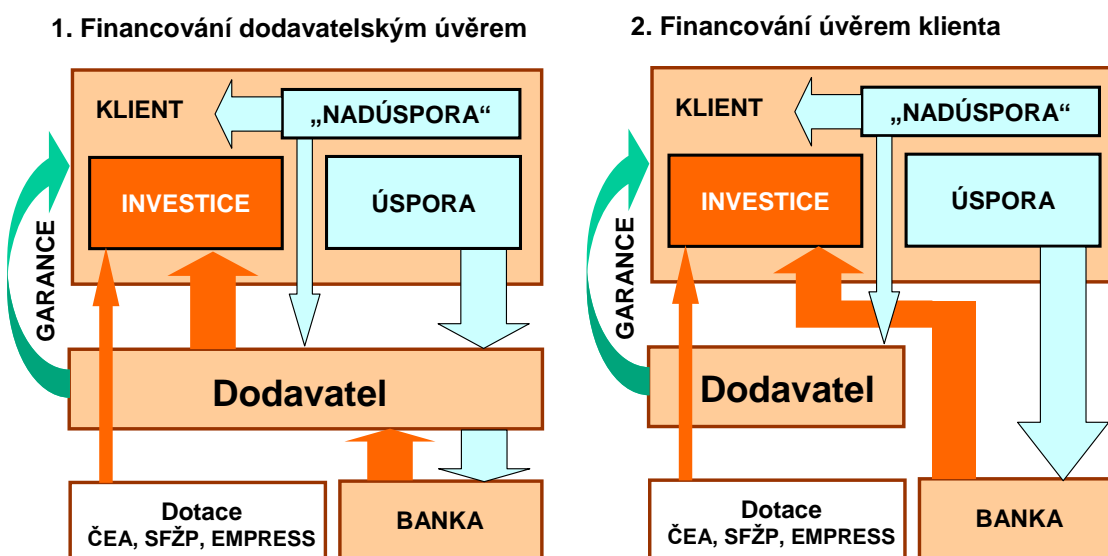 1. Financování dodavatelským úvěrem
KLIENT
„NADÚSPORA“
INVESTICE
ÚSPORA
GARANCE
Dodavatel
Dotace
ČEA, SFŽP, EMPRESS
BANKA
2. Financování úvěrem klienta
KLIENT
„NADÚSPORA“
INVESTICE
ÚSPORA
GARANCE
Dodavatel
Dotace
ČEA, SFŽP, EMPRESS
BANKA